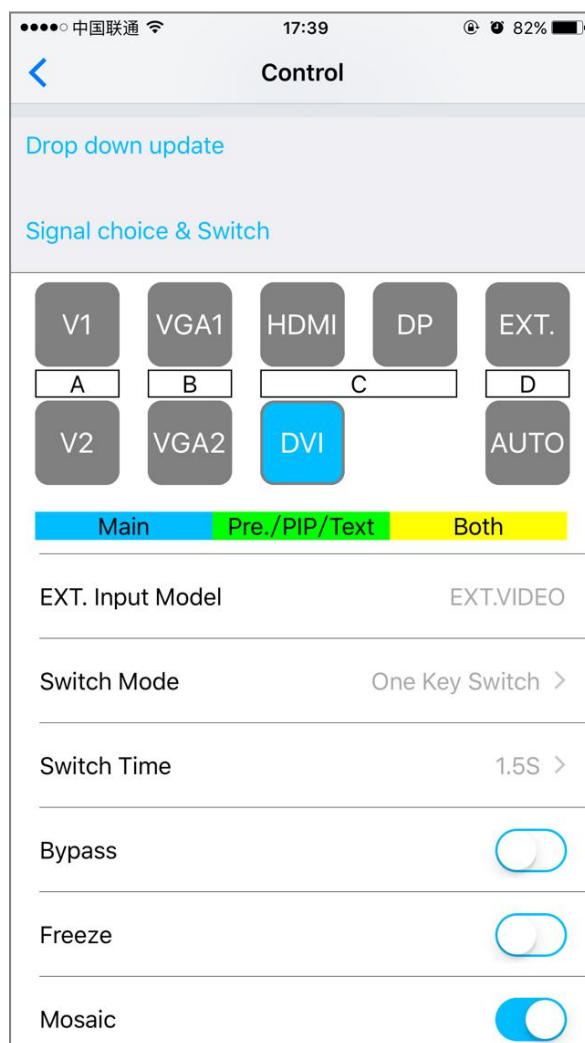 中国联通 17:39 82%
Control
Drop down update
Signal choice & Switch
V1 VGA1 HDMI DP EXT.
A B C D
V2 VGA2 DVI AUTO
Main Pre./PIP/Text Both
EXT. Input Model EXT.VIDEO
Switch Mode One Key Switch
Switch Time 1.5S
Bypass
Freeze
Mosaic